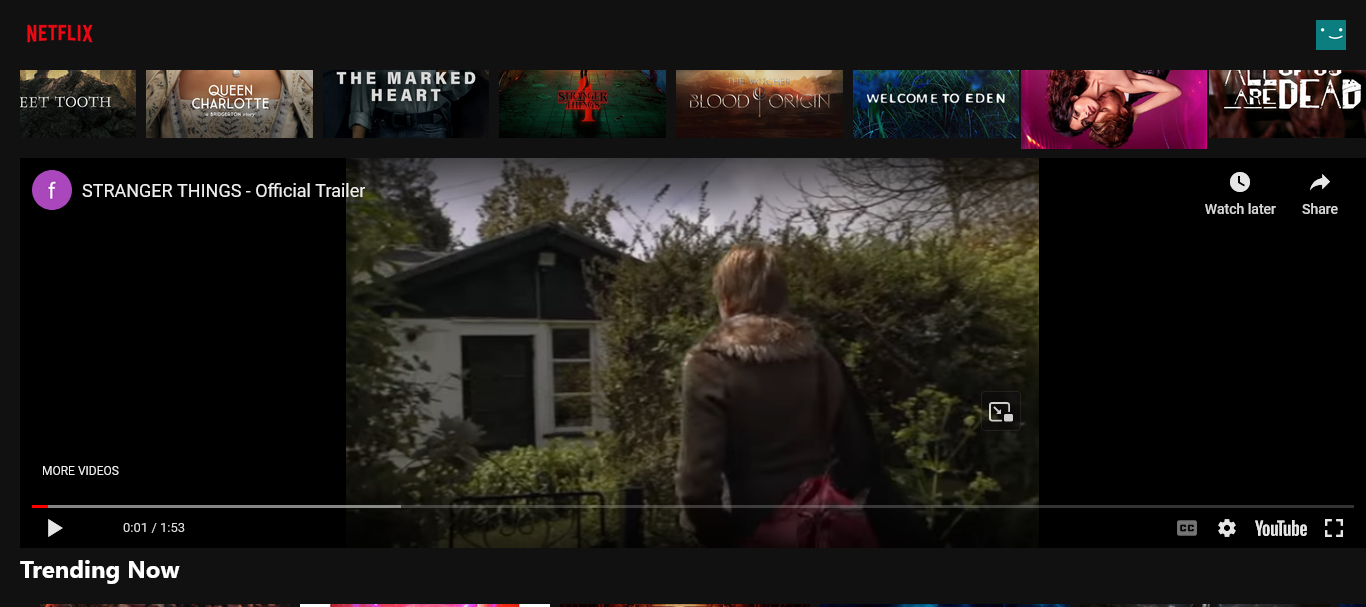 NETFLIX
EET TOOTH
QUEEN
CHARLOTTE
a BRIDGERTON story
THE MARKED
HEART
STRANGER
THINGS
4
THE WITCHER
BLOOD ORIGIN
WELCOME TO EDEN
ALL OF US
ARE DEAD
f
STRANGER THINGS - Official Trailer
Watch later
Share
MORE VIDEOS
0:01 / 1:53
CC
YouTube
Trending Now